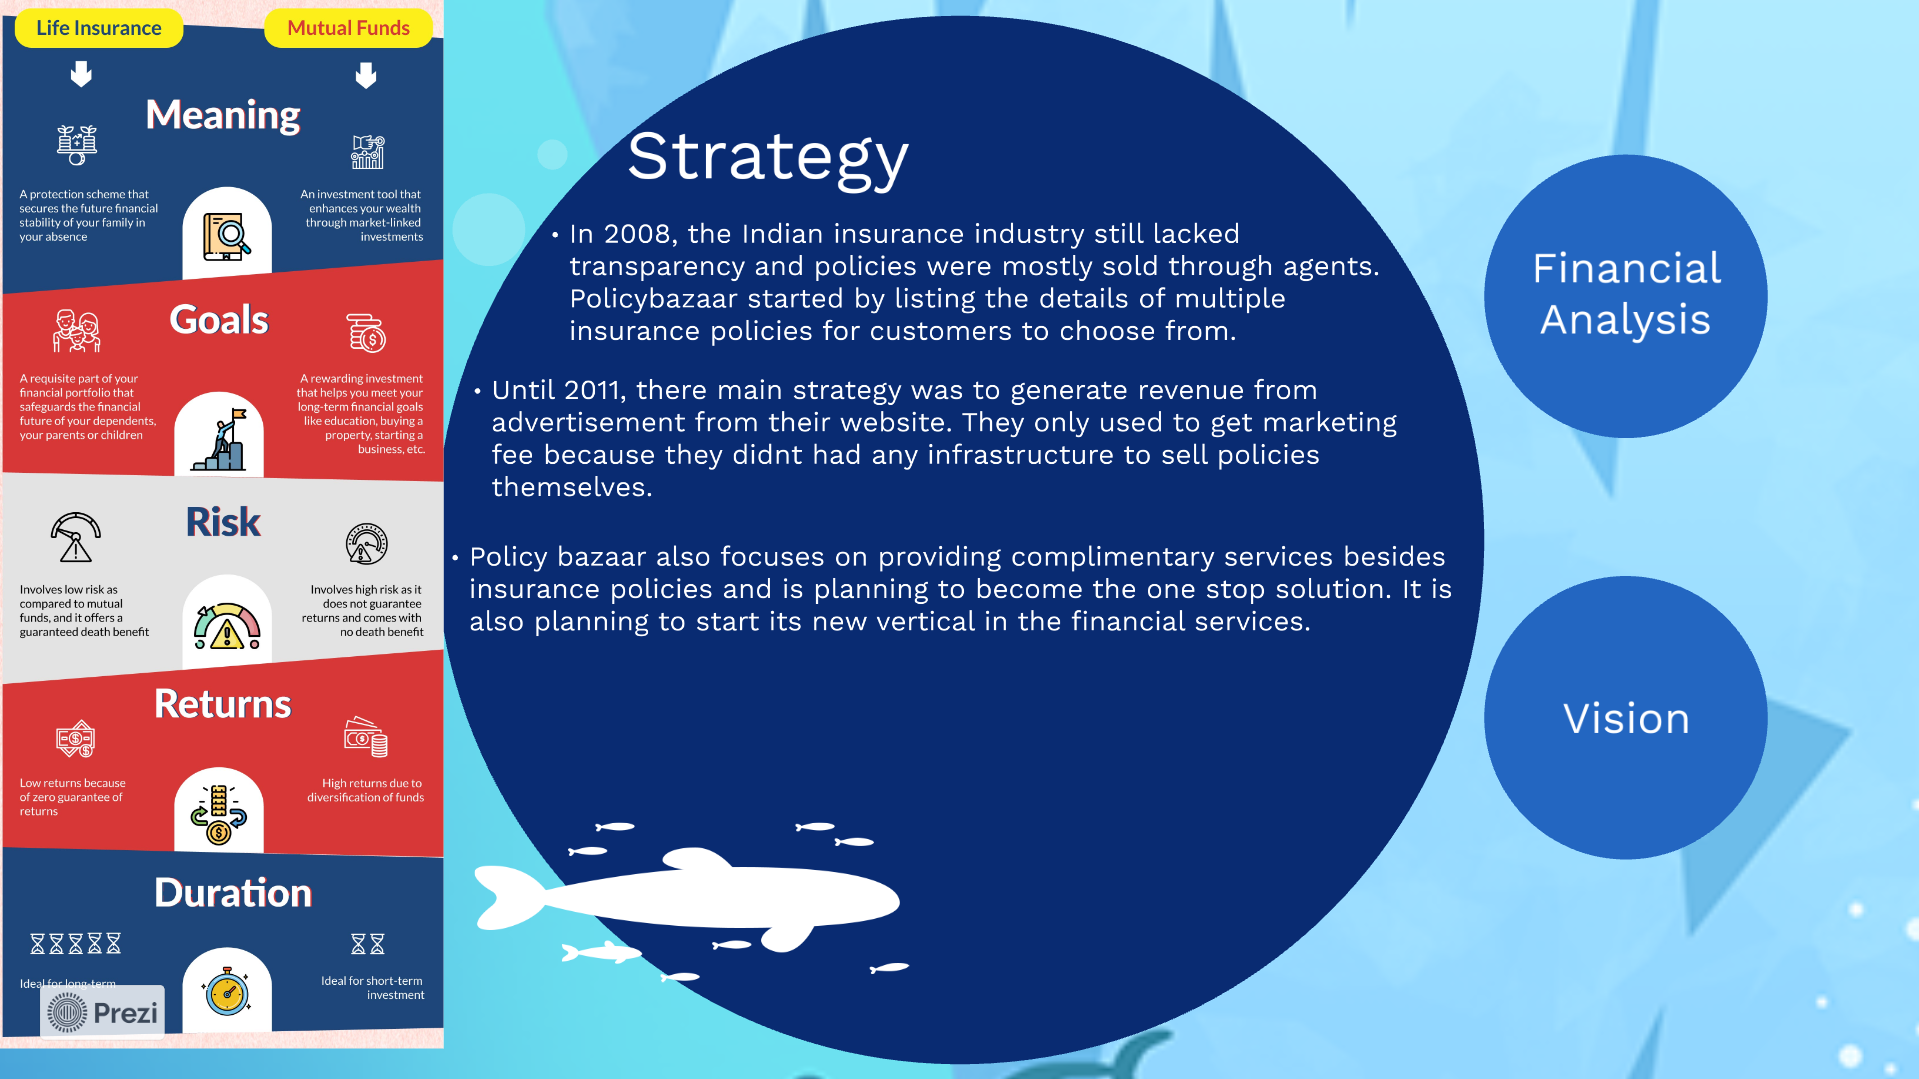 Life Insurance
Mutual Funds
Meaning
A protection scheme that
secures the future financial
stability of your family in
your absence
An investment tool that
enhances your wealth
through market-linked
investments
Goals
A requisite part of your
financial portfolio that
safeguards the financial
future of your dependents,
your parents or children
A rewarding investment
that helps you meet your
long-term financial goals
like education, buying a
property, starting a
business, etc.
Risk
Involves low risk as
compared to mutual
funds, and it offers a
guaranteed death benefit
Involves high risk as it
does not guarantee
returns and comes with
no death benefit
Returns
Low returns because
of zero guarantee of
returns
High returns due to
diversification of funds
Duration
Ideal for long-term
Ideal for short-term
investment
Prezi
Strategy
• In 2008, the Indian insurance industry still lacked
transparency and policies were mostly sold through agents.
Policybazaar started by listing the details of multiple
insurance policies for customers to choose from.
• Until 2011, there main strategy was to generate revenue from
advertisement from their website. They only used to get marketing
fee because they didnt had any infrastructure to sell policies
themselves.
• Policy bazaar also focuses on providing complimentary services besides
insurance policies and is planning to become the one stop solution. It is
also planning to start its new vertical in the financial services.
Financial
Analysis
Vision